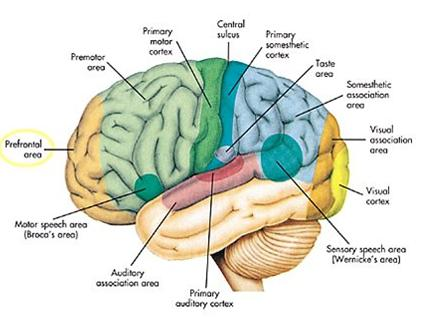 Central
sulcus
Primary
motor
cortex
Primary
somesthetic
cortex
Premotor
area
Taste
area
Somesthetic
association
area
Prefrontal
area
Visual
association
area
Visual
cortex
Motor speech area
(Broca's area)
Sensory speech area
(Wernicke's area)
Auditory
association area
Primary
auditory cortex